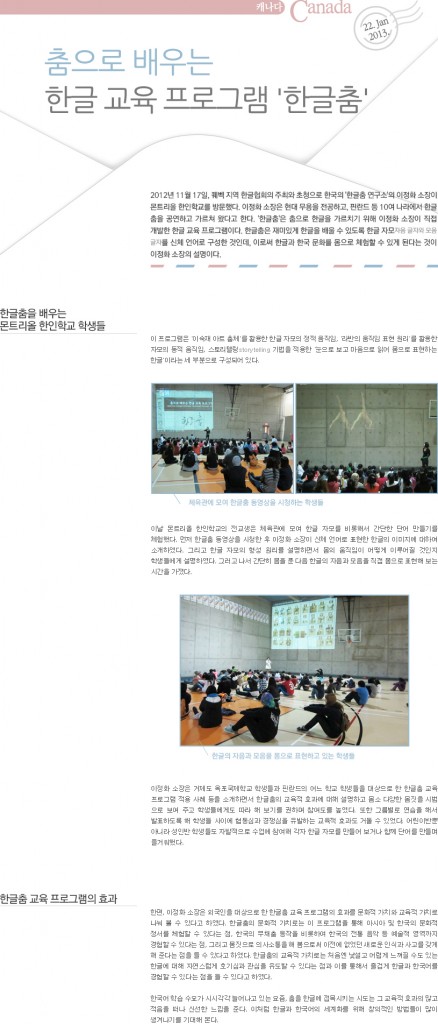 캐나다
Canada
22. Jan
2013.
춤으로 배우는
한글 교육 프로그램 '한글춤'
2012년 11월 17일, 퀘벡 지역 한글협회의 주최와 초청으로 한국의 '한글춤 연구소'의 이정화 소장이
몬트리올 한인학교를 방문했다. 이정화 소장은 현대 무용을 전공하고, 핀란드 등 10여 나라에서 한글
춤을 공연하고 가르쳐 왔다고 한다. '한글춤'은 춤으로 한글을 가르치기 위해 이정화 소장이 직접
개발한 한글 교육 프로그램이다. 한글춤은 재미있게 한글을 배울 수 있도록 한글 자모자음 글자와 모음
글자를 신체 언어로 구성한 것인데, 이로써 한글과 한국 문화를 몸으로 체험할 수 있게 된다는 것이
이정화 소장의 설명이다.
한글춤을 배우는
몬트리올 한인학교 학생들
이 프로그램은 '이숙재 아트 흘체'를 활용한 한글 자모의 정적 움직임, '라반의 움직임 표현 원리'를 활용한
자모의 동적 움직임, 스토리텔링storytelling 기법을 적용한 '눈으로 보고 마음으로 읽어 몸으로 표현하는
한글'이라는 세 부분으로 구성되어 있다.
체육관에 모여 한글춤 동영상을 시청하는 학생들
이날 몬트리올 한인학교의 전교생은 체육관에 모여 한글 자모를 비롯해서 간단한 단어 만들기를
체험했다. 먼저 한글춤 동영상을 시청한 후 이정화 소장이 신체 언어로 표현한 한글의 이미지에 대하여
소개하였다. 그리고 한글 자모의 형성 원리를 설명하면서 몸의 움직임이 어떻게 이루어질 것인지
학생들에게 설명하였다. 그러고 나서 간단히 몸을 푼 다음 한글의 자음과 모음을 직접 몸으로 표현해 보는
시간을 가졌다.
한글의 자음과 모음을 몸으로 표현하고 있는 학생들
이정화 소장은 거제도 옥포국제학교 학생들과 핀란드의 어느 학교 학생들을 대상으로 한 한글춤 교육
프로그램 적용 사례 등을 소개하면서 한글춤의 교육적 효과에 대해 설명하고 몸소 다양한 몸짓을 시범
으로 보여 주고 학생들에게도 따라 해 보기를 권하며 참여도를 높였다. 또한 그룹별로 연습을 해서
발표하도록 해 학생들 사이에 협동심과 경쟁심을 유발하는 교육적 효과도 거둘 수 있었다. 어린이반뿐
아니라 성인반 학생들도 자발적으로 수업에 참여해 각자 한글 자모를 만들어 보거나 함께 단어를 만들며
즐거워했다.
한글춤 교육 프로그램의 효과
한편, 이정화 소장은 외국인을 대상으로 한 한글춤 교육 프로그램의 효과를 문화적 가치와 교육적 가치로
나눠 볼 수 있다고 하였다. 한글춤의 문화적 가치로는 이 프로그램을 통해 아시아 및 한국의 문화적
정서를 체험할 수 있다는 점, 한국의 부채춤 동작을 비롯하여 한국의 전통 음악 등 예술적 영역까지
경험할 수 있다는 점, 그리고 몸짓으로 의사소통을 해 봄으로써 이전에 없었던 새로운 인식과 사고를 갖게
해 준다는 점을 들 수 있다고 하였다. 한글춤의 교육적 가치로는 처음엔 낯설고 어렵게 느껴질 수도 있는
한글에 대해 자연스럽게 호기심과 관심을 유도할 수 있다는 점과 이를 통해서 즐겁게 한글과 한국어를
경험할 수 있다는 점을 들 수 있다고 하였다.
한국어 학습 수요가 시시각각 늘어나고 있는 요즘, 춤을 한글에 접목시키는 시도는 그 교육적 효과의 많고
적음을 떠나 신선한 느낌을 준다. 이처럼 한글과 한국어의 세계화를 위해 창의적인 방법들이 많이
생겨나기를 기대해 본다.